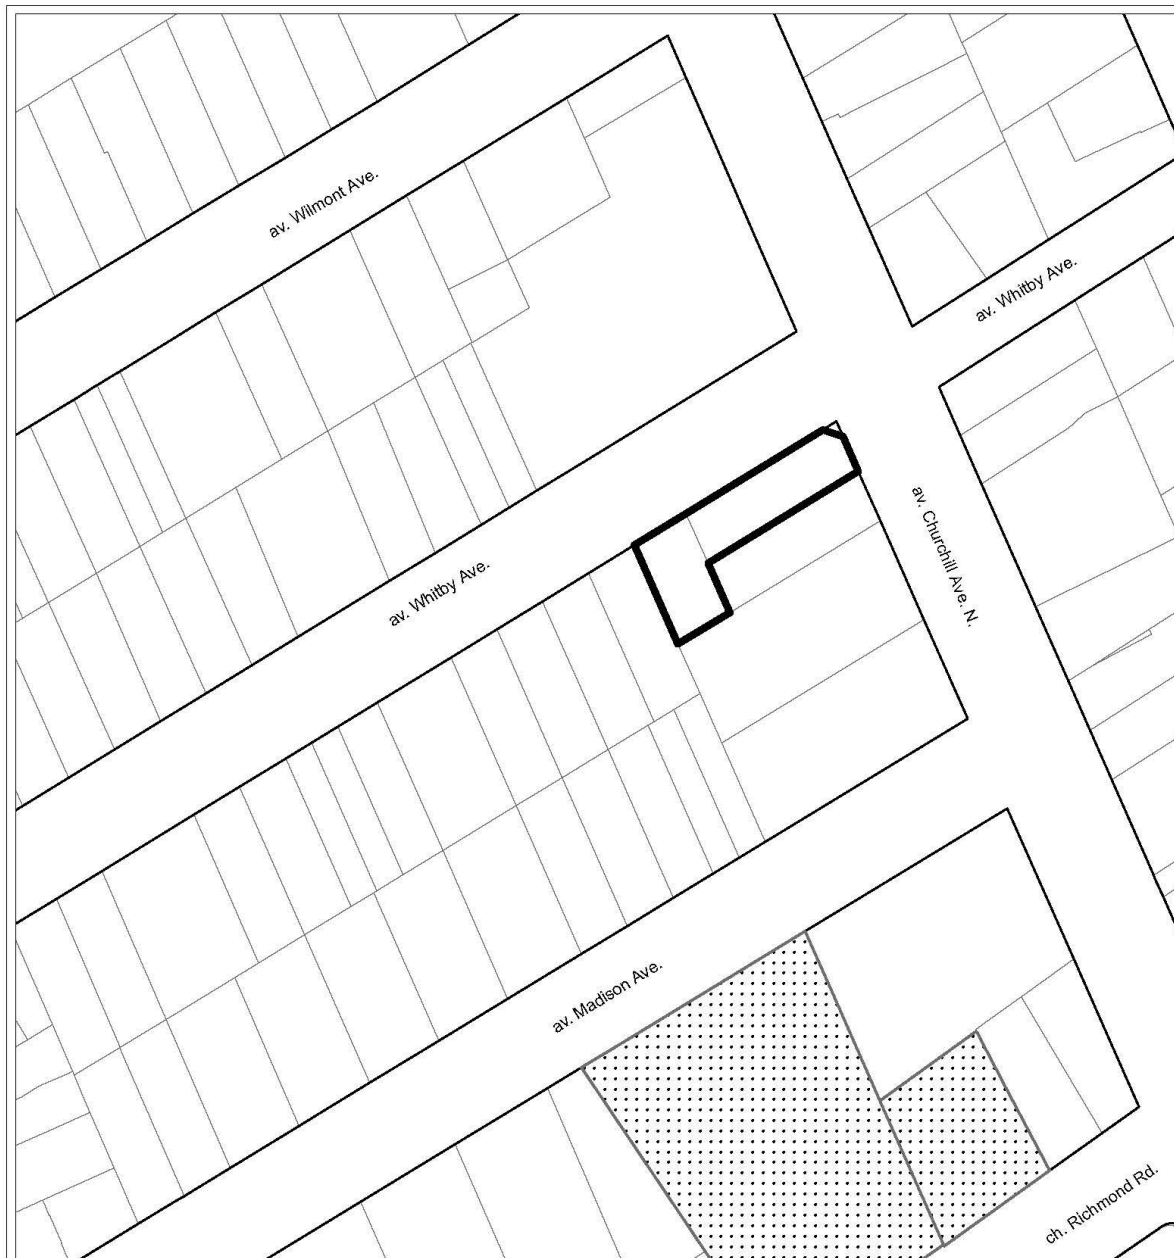 av. Wilmont Ave.
av. Whitby Ave.
av. Churchill Ave. N.
av. Whitby Ave.
av. Madison Ave.
ch. Richmond Rd.